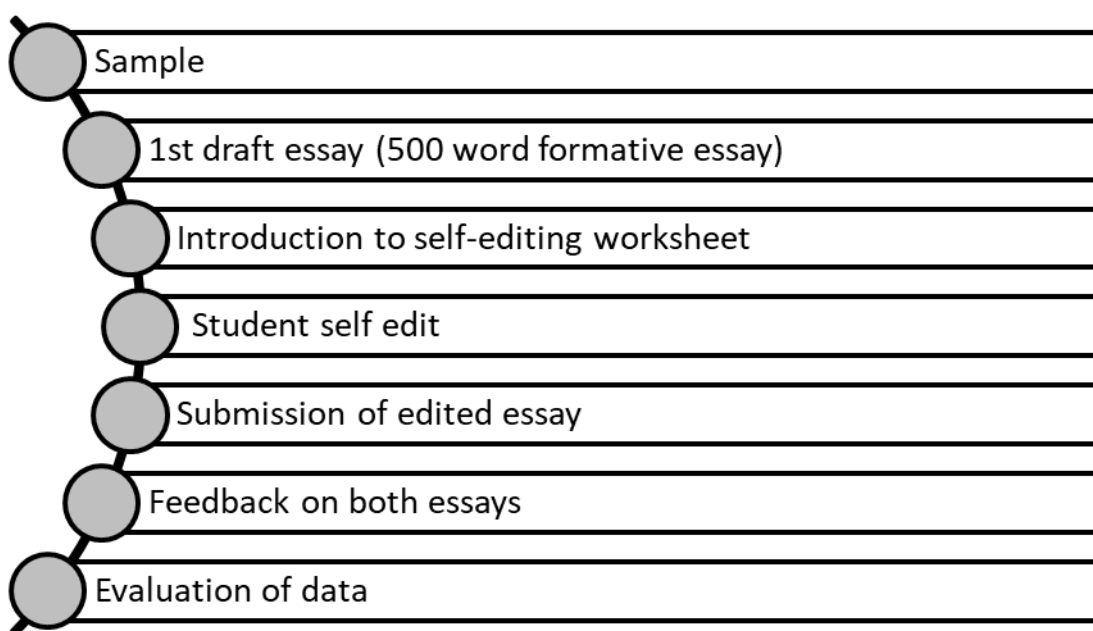 Sample
1st draft essay (500 word formative essay)
Introduction to self-editing worksheet
Student self edit
Submission of edited essay
Feedback on both essays
Evaluation of data